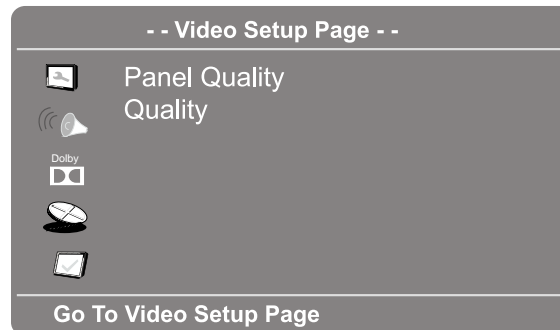 - - Video Setup Page - -
Panel Quality
Quality
Dolby
Go To Video Setup Page